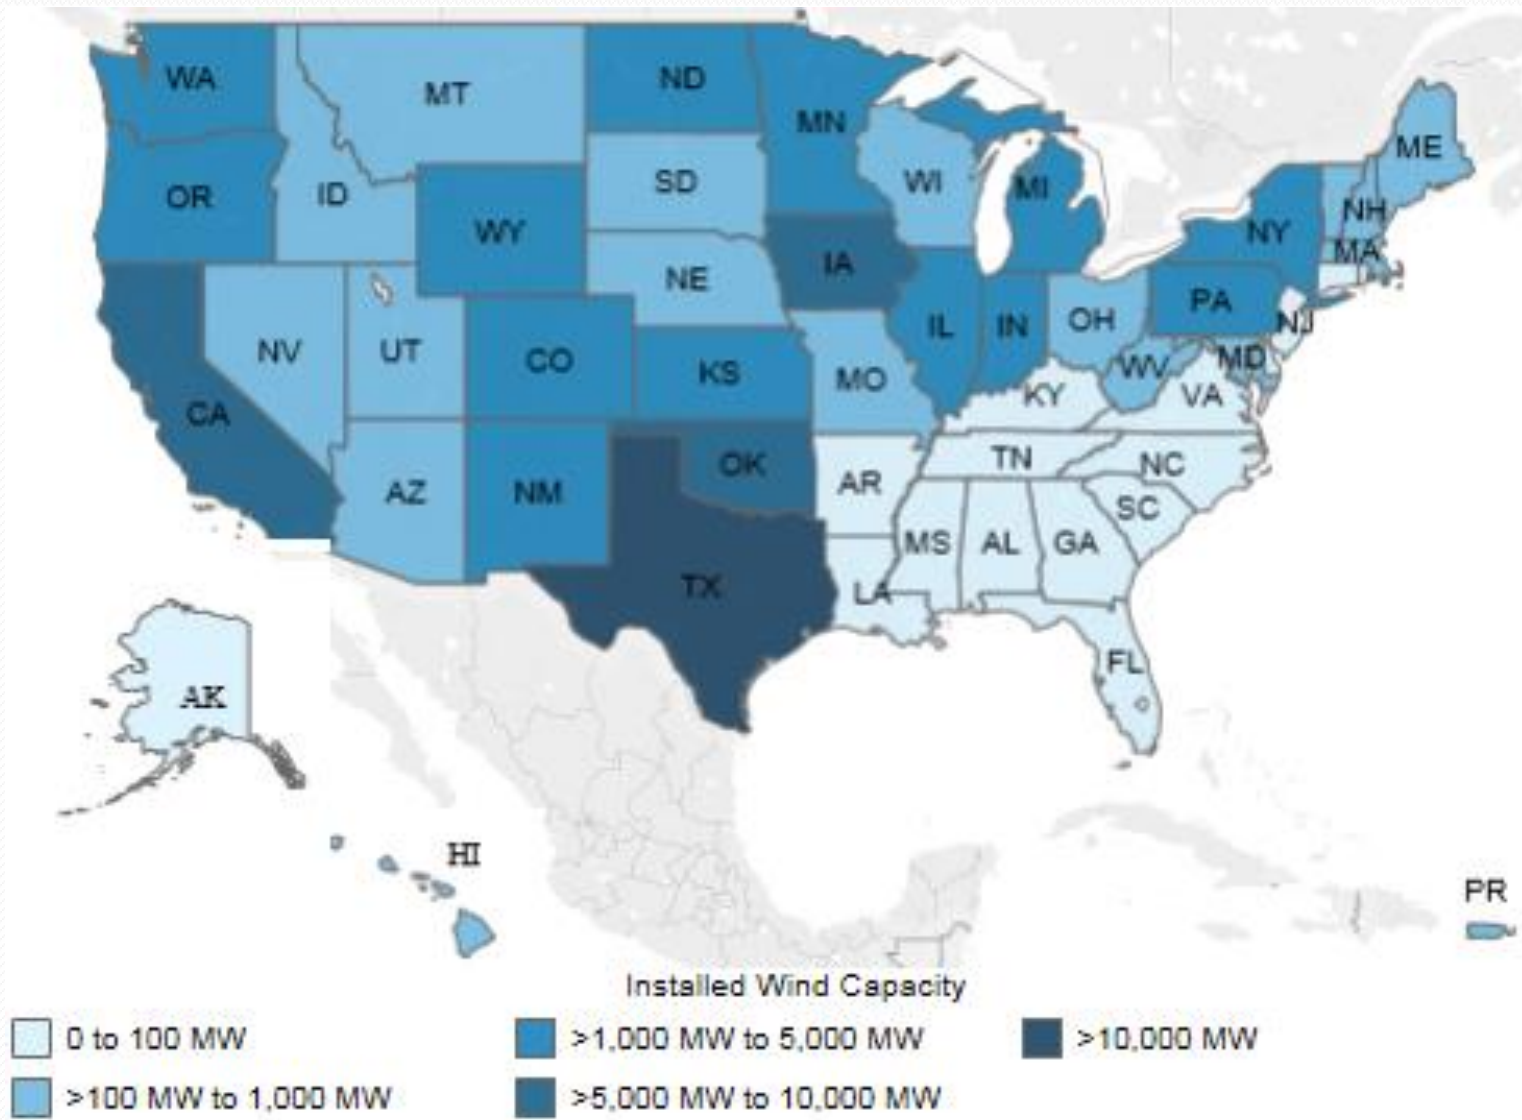 WA
MT
ND
MN
ME
OR
ID
SD
WI
MI
NH
WY
NY
MA
IA
NE
PA
NV
UT
CO
IL
IN
OH
NJ
KS
MO
WV
MD
KY
VA
CA
AZ
NM
OK
AR
TN
NC
SC
MS
AL
GA
TX
LA
FL
AK
HI
PR
Installed Wind Capacity
0 to 100 MW
>1,000 MW to 5,000 MW
>10,000 MW
>100 MW to 1,000 MW
>5,000 MW to 10,000 MW